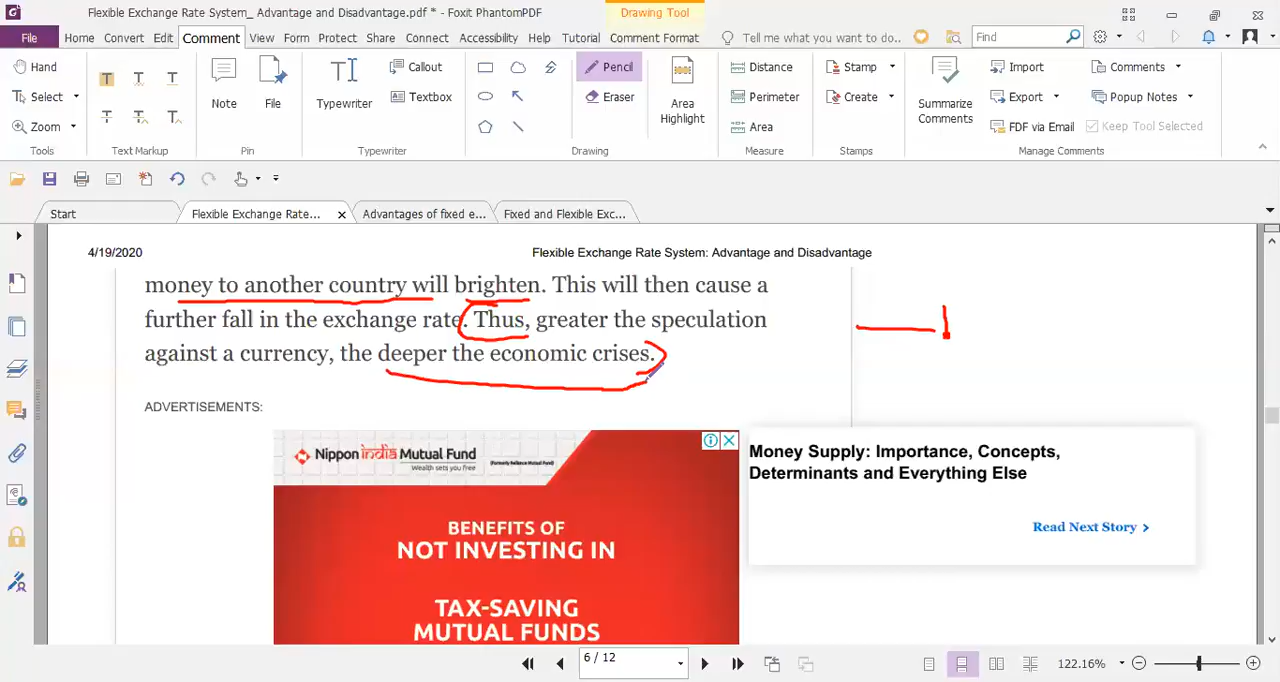 Flexible Exchange Rate System_ Advantage and Disadvantage.pdf * - Foxit PhantomPDF
Drawing Tool
File Home Convert Edit Comment View Form Protect Share Connect Accessibility Help Tutorial Comment Format Tell me what you want to do.. Find
Hand
Select
Zoom
Tools
T T T
T T T
Text Markup
Note
File
Pin
Typewriter
Callout
Textbox
Typewriter
Pencil
Eraser
Drawing
Area Highlight
Distance
Perimeter
Area
Measure
Stamp
Create
Stamps
Summarize Comments
Import
Export
FDF via Email
Comments
Popup Notes
Keep Tool Selected
Manage Comments
Start Flexible Exchange Rate... Advantages of fixed e... Fixed and Flexible Exc...
4/19/2020 Flexible Exchange Rate System: Advantage and Disadvantage
money to another country will brighten. This will then cause a
further fall in the exchange rate. Thus, greater the speculation
against a currency, the deeper the economic crises.
ADVERTISEMENTS:
Nippon india Mutual Fund
Wealth sets you free
(Formerly Reliance Mutual Fund)
BENEFITS OF
NOT INVESTING IN
TAX-SAVING
MUTUAL FUNDS
Money Supply: Importance, Concepts,
Determinants and Everything Else
Read Next Story
6 / 12
122.16%